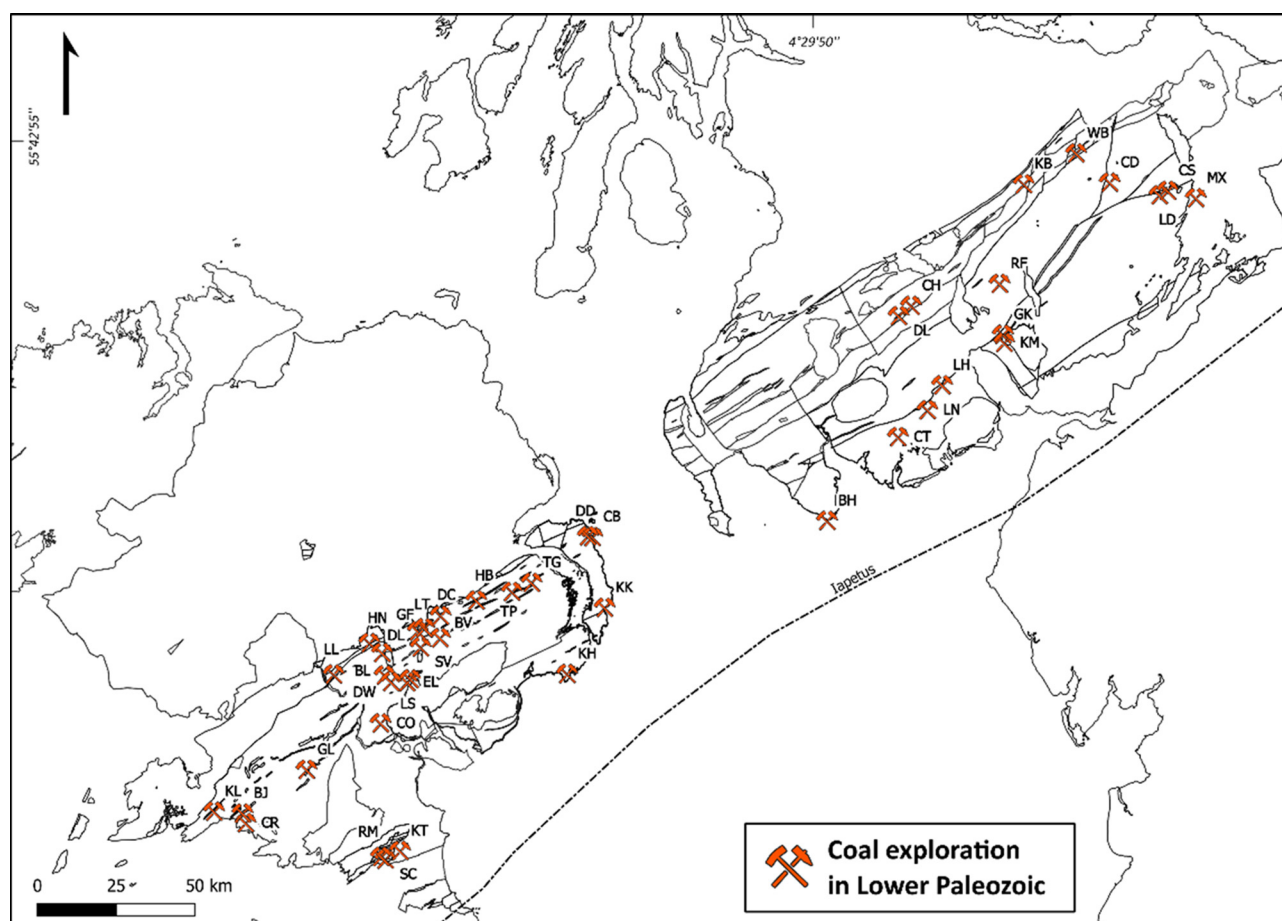 4°29'50"
55°42'55"
WB
KB
CD
CS
MX
LD
RF
CH
GK
DL
KM
LH
LN
CT
BH
DD
CB
Iapetus
TG
HB
DC
KK
LT
TP
GF
BV
HN
DL
LL
SV
KH
BL
EL
DW
LS
CO
GL
KL
BJ
CR
RM
KT
SC
0 25 50 km
Coal exploration
in Lower Paleozoic